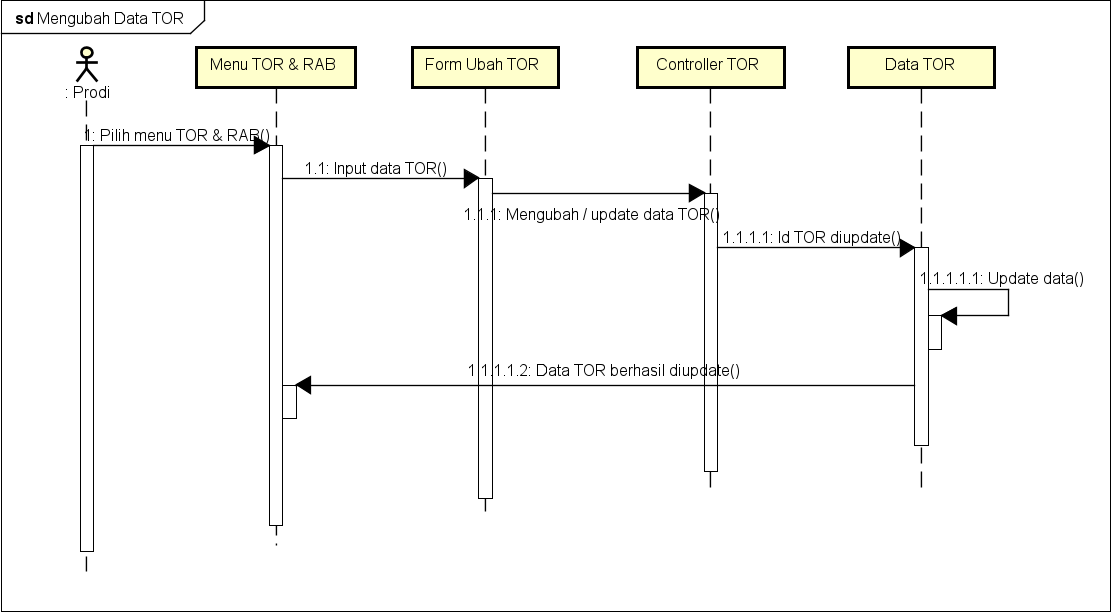 sd Mengubah Data TOR
: Prodi
Menu TOR & RAB
Form Ubah TOR
Controller TOR
Data TOR
1: Pilih menu TOR & RAB()
1.1: Input data TOR()
1.1.1: Mengubah / update data TOR()
1.1.1.1: Id TOR diupdate()
1.1.1.1.1: Update data()
1.1.1.1.2: Data TOR berhasil diupdate()